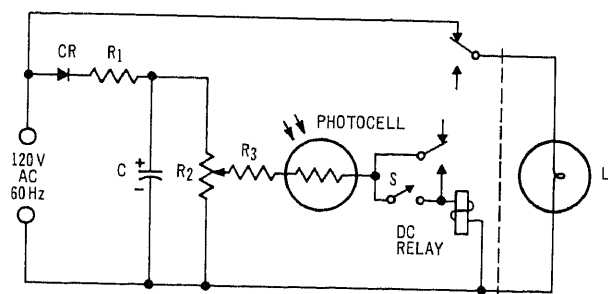 CR
R1
PHOTOCELL
120 V
AC
60 Hz
+
C
−
R2
R3
S
DC
RELAY
L